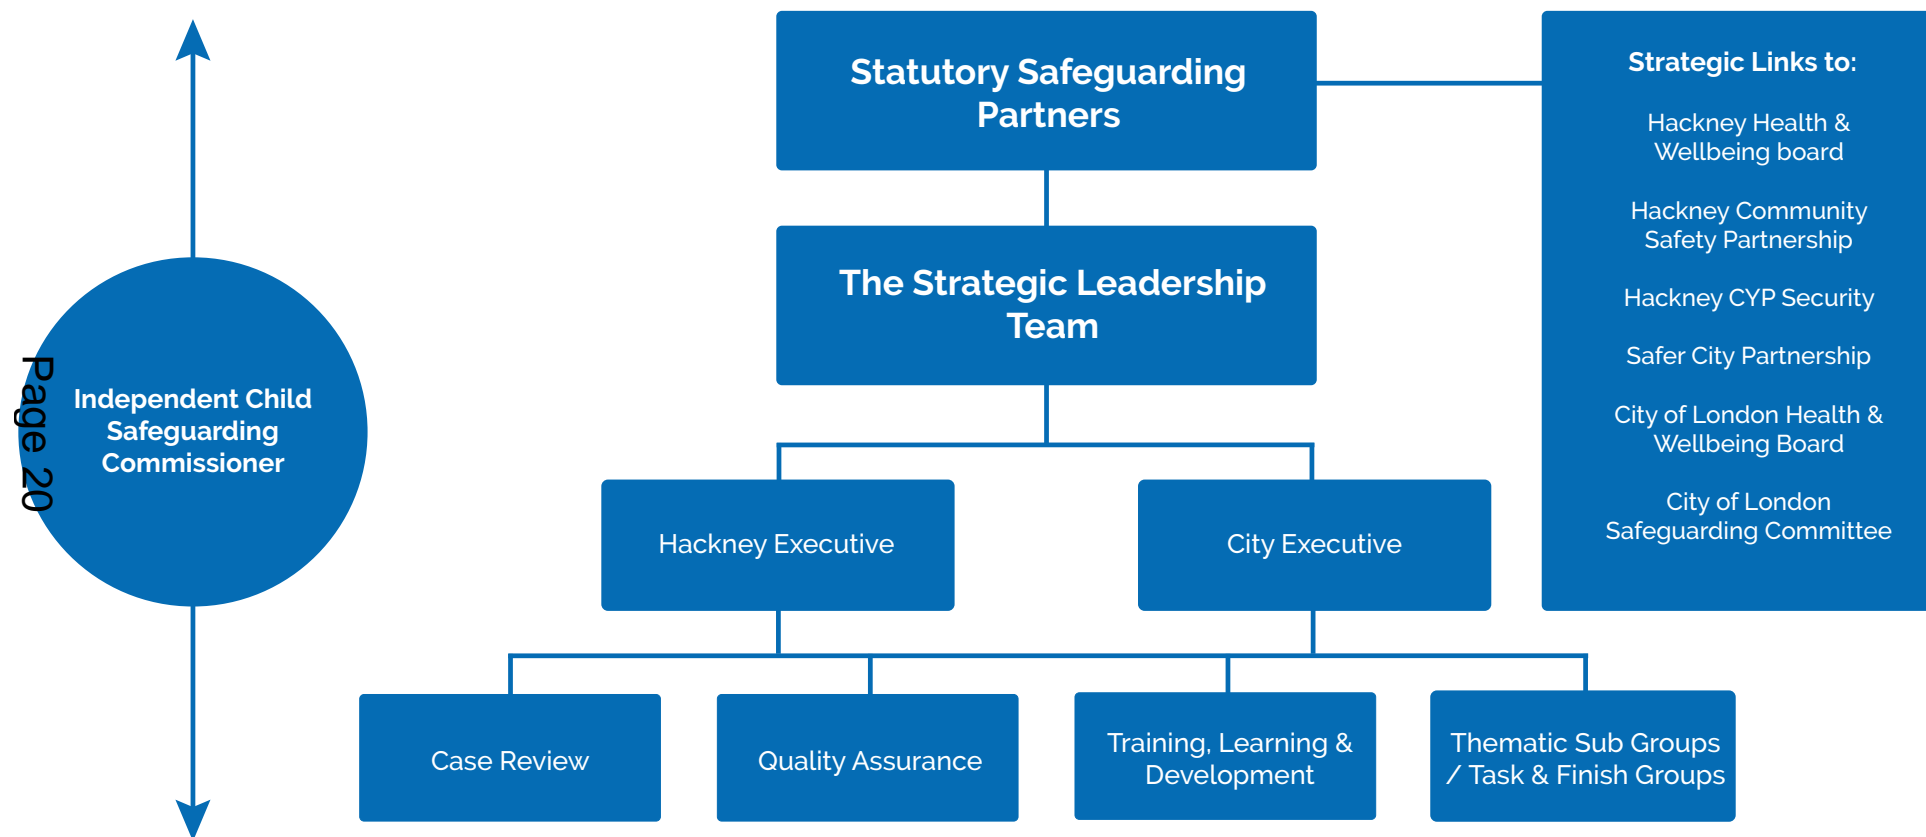 Page 20
Independent Child
Safeguarding
Commissioner
Statutory Safeguarding
Partners
The Strategic Leadership
Team
Hackney Executive
City Executive
Case Review
Quality Assurance
Training, Learning &
Development
Thematic Sub Groups
/ Task & Finish Groups
Strategic Links to:
Hackney Health &
Wellbeing board
Hackney Community
Safety Partnership
Hackney CYP Security
Safer City Partnership
City of London Health &
Wellbeing Board
City of London
Safeguarding Committee